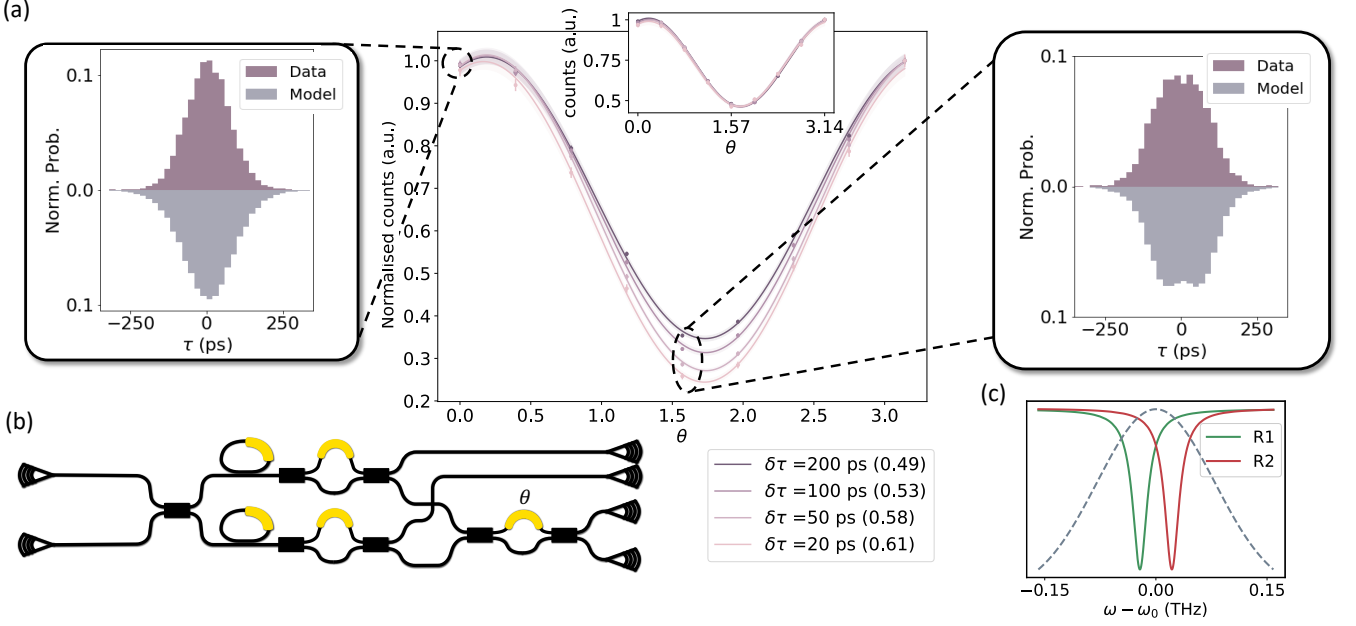 (a)
0.1
0.0
0.1
Norm. Prob.
Data
Model
−250
0
250
τ (ps)
Normalised counts (a.u.)
1.0
0.9
0.8
0.7
0.6
0.5
0.4
0.3
0.2
0.0
0.5
1.0
1.5
2.0
2.5
3.0
θ
counts (a.u.)
1
0.75
0.5
0.0
1.57
3.14
θ
0.1
0.0
0.1
Norm. Prob.
Data
Model
−250
0
250
τ (ps)
(b)
θ
δτ =200 ps (0.49)
δτ =100 ps (0.53)
δτ =50 ps (0.58)
δτ =20 ps (0.61)
(c)
R1
R2
−0.15
0.00
0.15
ω − ω₀ (THz)